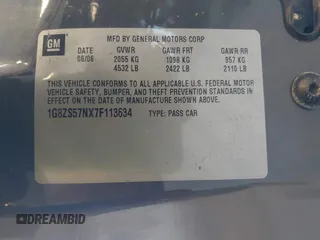 GM
MFD BY GENERAL MOTORS CORP
DATE GVWR GAWR FRT GAWR RR
08/06 2055 KG 1098 KG 957 KG
4532 LB 2422 LB 2110 LB
THIS VEHICLE CONFORMS TO ALL APPLICABLE U.S. FEDERAL MOTOR
VEHICLE SAFETY, BUMPER, AND THEFT PREVENTION STANDARDS IN
EFFECT ON THE DATE OF MANUFACTURE SHOWN ABOVE.
1G8ZS57NX7F113634 TYPE: PASS CAR
DREAMBID